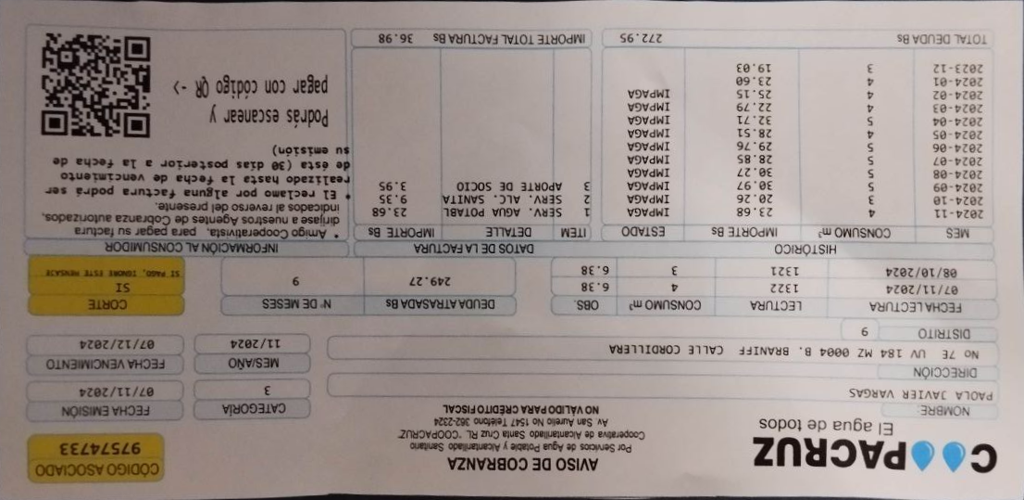 COOPACRUZ
El agua de todos
AVISO DE COBRANZA
Por Servicios de Agua Potable y Alcantarillado Sanitario
Cooperativa de Alcantarillado Santa Cruz "COOPACRUZ" RL
Av San Aurelio No 1547 Teléfono 362-2324
NO VÁLIDO PARA CRÉDITO FISCAL
CÓDIGO ASOCIADO
97574733
NOMBRE:
PAOLA JAVIER VARGAS
CATEGORÍA
3
FECHA EMISIÓN
07/11/2024
DIRECCIÓN
No 7E UV 184 MZ 0004 B. BRANIFF CALLE CORDILLERA
MES/AÑO
11/2024
FECHA VENCIMIENTO
07/12/2024
DISTRITO 9
FECHA LECTURA LECTURA CONSUMO m³ OBS.
07/11/2024 1322 4 6.38
08/10/2024 1321 3 6.38
DEUDA ATRASADA Bs N° DE MESES
249.27 9
CORTE
SI
SI PAGO, IGNORE ESTE MENSAJE
HISTÓRICO
MES CONSUMO m³ IMPORTE Bs ESTADO
2024-11 4 23.68 IMPAGA
2024-10 3 26.20 IMPAGA
2024-09 5 30.97 IMPAGA
2024-08 5 30.27 IMPAGA
2024-07 5 28.85 IMPAGA
2024-06 5 29.76 IMPAGA
2024-05 4 28.51 IMPAGA
2024-04 5 32.71 IMPAGA
2024-03 4 22.79 IMPAGA
2024-02 4 25.15 IMPAGA
2024-01 4 23.60
2023-12 3 19.03
TOTAL DEUDA Bs 272.95
DATOS DE LA FACTURA
ITEM DETALLE IMPORTE Bs
1 SERV. AGUA POTABL 23.68
2 SERV. ALC. SANITA 9.35
3 APORTE DE SOCIO 3.95
IMPORTE TOTAL FACTURA Bs 36.98
INFORMACIÓN AL CONSUMIDOR
* Amigo Cooperativista, para pagar su factura
dirijase a nuestros Agentes de Cobranza autorizados,
indicados al reverso del presente.
* El reclamo por alguna factura podrá ser
realizado hasta la fecha de vencimiento
de ésta (30 días posterior a la fecha de
su emisión)
Podrás escanear y
pagar con código QR ->